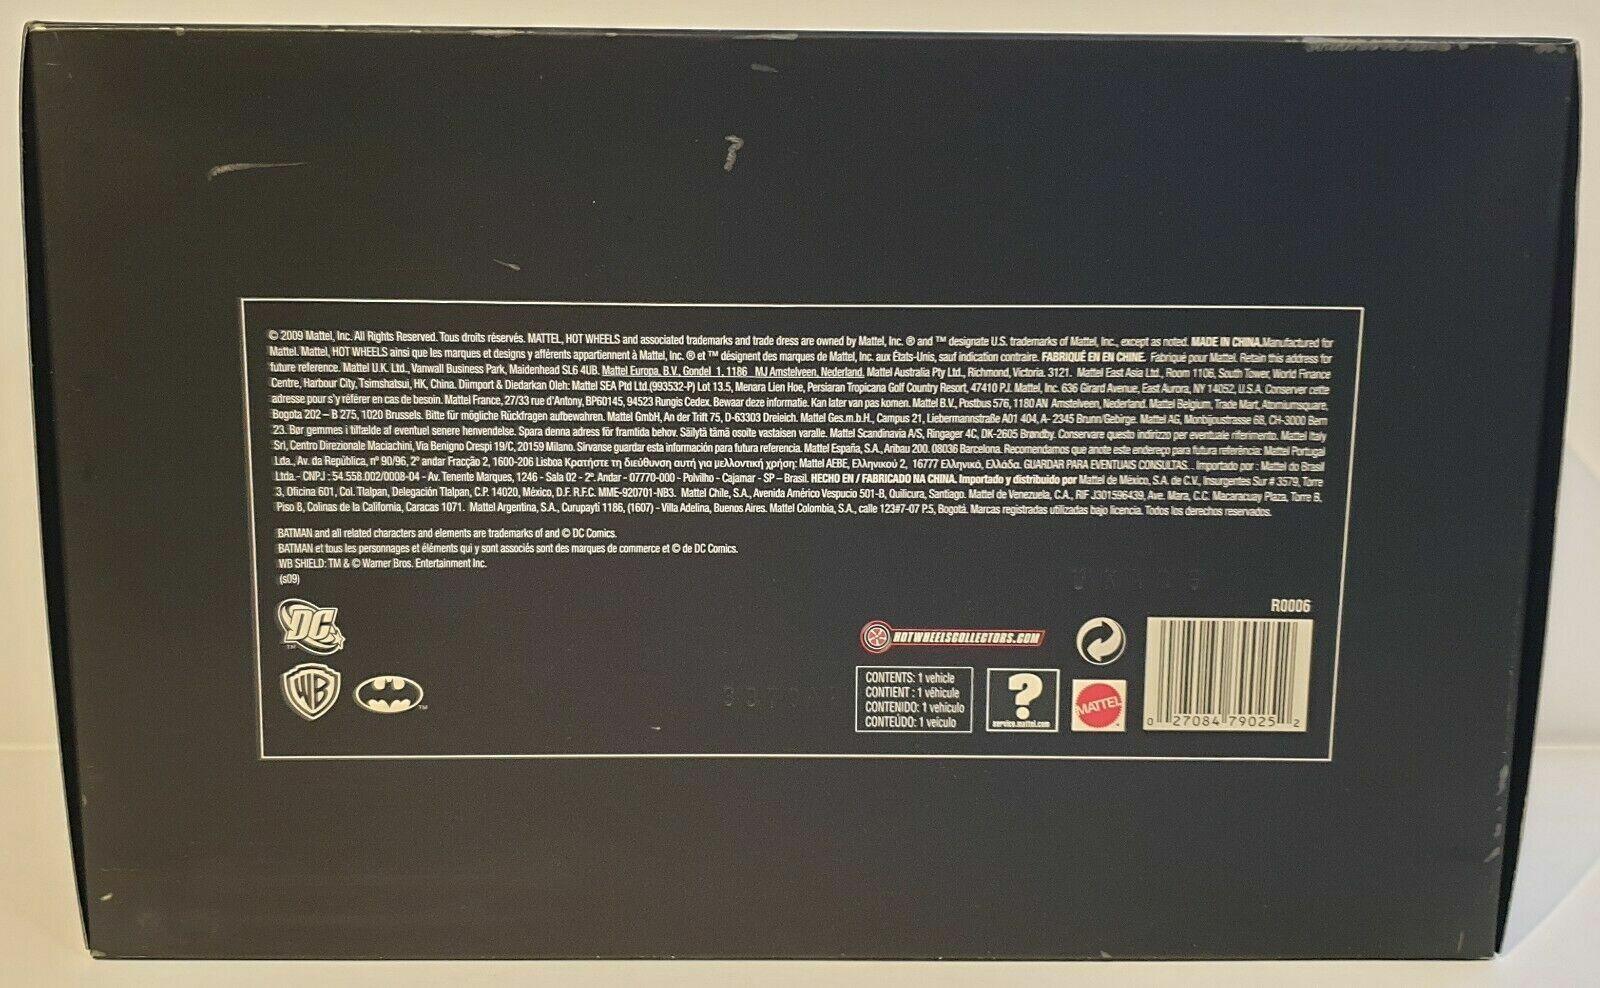 © 2009 Mattel, Inc. All Rights Reserved. Tous droits réservés. MATTEL, HOT WHEELS and associated trademarks and trade dress are owned by Mattel, Inc. ® and ™ designate U.S. trademarks of Mattel, Inc., except as noted. MADE IN CHINA.Manufactured for
Mattel. Mattel, HOT WHEELS ainsi que les marques et designs y afférents appartiennent à Mattel, Inc. ® et ™ désignent des marques de Mattel, Inc. aux États-Unis, sauf indication contraire. FABRIQUÉ EN EN CHINE. Fabriqué pour Mattel. Retain this address for
future reference. Mattel U.K. Ltd., Vanwall Business Park, Maidenhead SL6 4UB. Mattel Europa, B.V., Gondel 1, 1186 MJ Amstelveen, Nederland. Mattel Australia Pty Ltd., Richmond, Victoria. 3121. Mattel East Asia Ltd., Room 1106, South Tower, World Finance
Centre, Harbour City, Tsimshatsui, HK, China. Diimport & Diedarkan Oleh: Mattel SEA Ptd Ltd.(993532-P) Lot 13.5, Menara Lien Hoe, Persiaran Tropicana Golf Country Resort, 47410 PJ. Mattel, Inc. 636 Girard Avenue, East Aurora, NY 14052, U.S.A. Conserver cette
adresse pour s'y référer en cas de besoin. Mattel France, 27/33 rue d'Antony, BP60145, 94523 Rungis Cedex. Bewaar deze informatie. Kan later van pas komen. Mattel B.V., Postbus 576, 1180 AN Amstelveen, Nederland. Mattel Belgium, Trade Mart, Atomiumsquare,
Bogota 202 – B 275, 1020 Brussels. Bitte für mögliche Rückfragen aufbewahren. Mattel GmbH, An der Trift 75, D-63303 Dreieich. Mattel Ges.m.b.H., Campus 21, Liebermannstraße A01 404, A- 2345 Brunn/Gebirge. Mattel AG, Monbijoustrasse 68, CH-3000 Bern
23. Bør gemmes i tilfælde af eventuel senere henvendelse. Spara denna adress för framtida behov. Säilytä tämä osoite vastaisen varalle. Mattel Scandinavia A/S, Ringager 4C, DK-2605 Brøndby. Conservare questo indirizzo per eventuale riferimento. Mattel Italy
Srl, Centro Direzionale Maciachini, Via Benigno Crespi 19/C, 20159 Milano. Sirvanse guardar esta información para futura referencia. Mattel España, S.A., Aribau 200. 08036 Barcelona. Recomendamos que anote este endereço para futura referência: Mattel Portugal
Lda., Av. da República, nº 90/96, 2º andar Fracção 2, 1600-206 Lisboa Κρατήστε τη διεύθυνση αυτή για μελλοντική χρήση: Mattel AEBE, Ελληνικού 2, 16777 Ελληνικό, Ελλάδα. GUARDAR PARA EVENTUAIS CONSULTAS. . Importado por : Mattel do Brasil
Ltda.- CNPJ : 54.558.002/0008-04 - Av. Tenente Marques, 1246 - Sala 02 - 2º. Andar - 07770-000 - Polvilho - Cajamar - SP – Brasil. HECHO EN / FABRICADO NA CHINA. Importado y distribuido por Mattel de México, S.A. de C.V., Insurgentes Sur # 3579, Torre
3, Oficina 601, Col. Tlalpan, Delegación Tlalpan, C.P. 14020, México, D.F. R.F.C. MME-920701-NB3. Mattel Chile, S.A., Avenida Américo Vespucio 501-B, Quilicura, Santiago. Mattel de Venezuela, C.A., RIF J301596439, Ave. Mara, C.C. Macaracuay Plaza, Torre B,
Piso 8, Colinas de la California, Caracas 1071. Mattel Argentina, S.A., Curupayti 1186, (1607) - Villa Adelina, Buenos Aires. Mattel Colombia, S.A., calle 123#7-07 P.5, Bogotá. Marcas registradas utilizadas bajo licencia. Todos los derechos reservados.
BATMAN and all related characters and elements are trademarks of and © DC Comics.
BATMAN et tous les personnages et éléments qui y sont associés sont des marques de commerce et © de DC Comics.
WB SHIELD: TM & © Warner Bros. Entertainment Inc.
(s09)
R0006
DC
™
HOTWHEELSCOLLECTORS.COM
WB
™
CONTENTS: 1 vehicle
CONTIENT : 1 véhicule
CONTENIDO: 1 vehículo
CONTEÚDO: 1 veículo
?
service.mattel.com
MATTEL
0 27084 79025 2